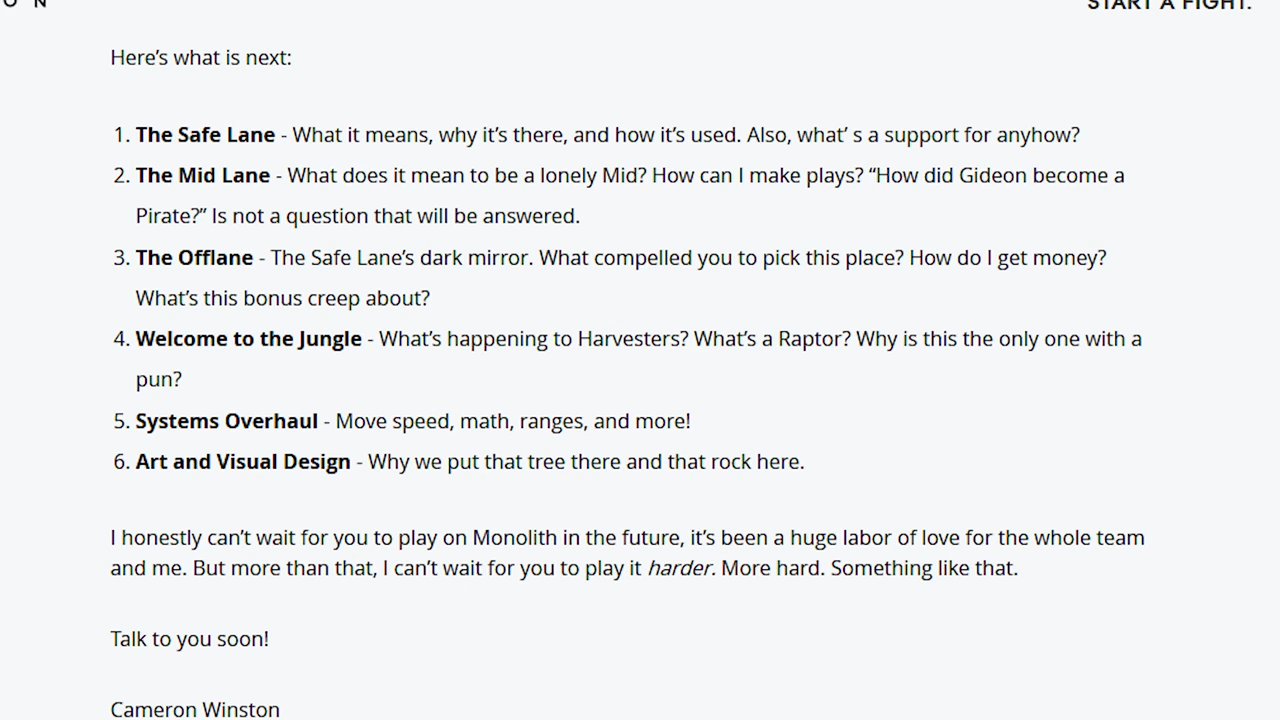 O N
START A FIGHT.
Here's what is next:
1. The Safe Lane - What it means, why it's there, and how it's used. Also, what' s a support for anyhow?
2. The Mid Lane - What does it mean to be a lonely Mid? How can I make plays? “How did Gideon become a
Pirate?” Is not a question that will be answered.
3. The Offlane - The Safe Lane's dark mirror. What compelled you to pick this place? How do I get money?
What's this bonus creep about?
4. Welcome to the Jungle - What's happening to Harvesters? What's a Raptor? Why is this the only one with a
pun?
5. Systems Overhaul - Move speed, math, ranges, and more!
6. Art and Visual Design - Why we put that tree there and that rock here.
I honestly can't wait for you to play on Monolith in the future, it's been a huge labor of love for the whole team
and me. But more than that, I can't wait for you to play it harder. More hard. Something like that.
Talk to you soon!
Cameron Winston